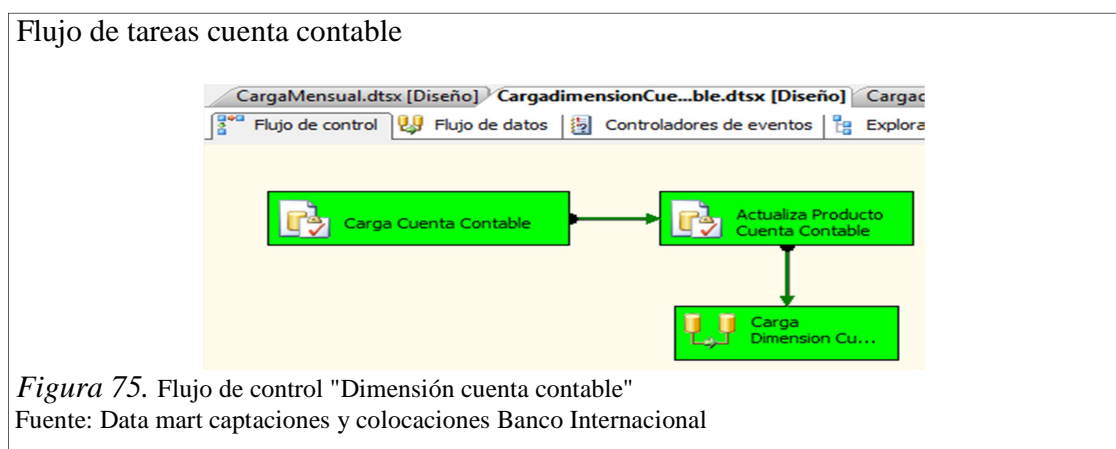 Flujo de tareas cuenta contable
CargaMensual.dtsx [Diseño] CargadimensionCue...ble.dtsx [Diseño] Cargac
Flujo de control Flujo de datos Controladores de eventos Explora
Carga Cuenta Contable
Actualiza Producto
Cuenta Contable
Carga
Dimension Cu...
Figura 75. Flujo de control "Dimensión cuenta contable"
Fuente: Data mart captaciones y colocaciones Banco Internacional